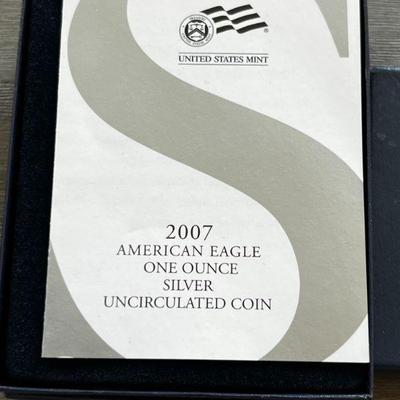 UNITED STATES MINT
2007
AMERICAN EAGLE
ONE OUNCE
SILVER
UNCIRCULATED COIN